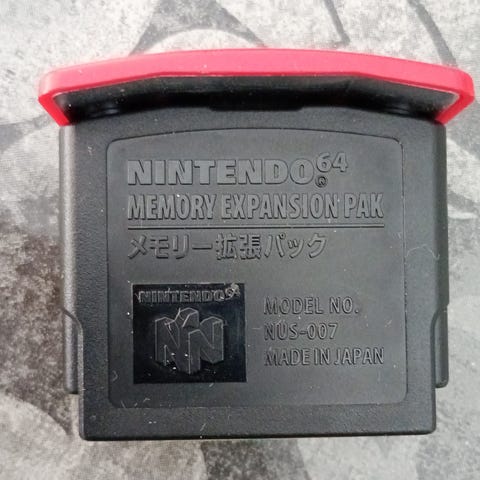 NINTENDO64®
MEMORY EXPANSION PAK
メモリー拡張パック
NINTENDO64
N
MODEL NO.
NUS-007
MADE IN JAPAN